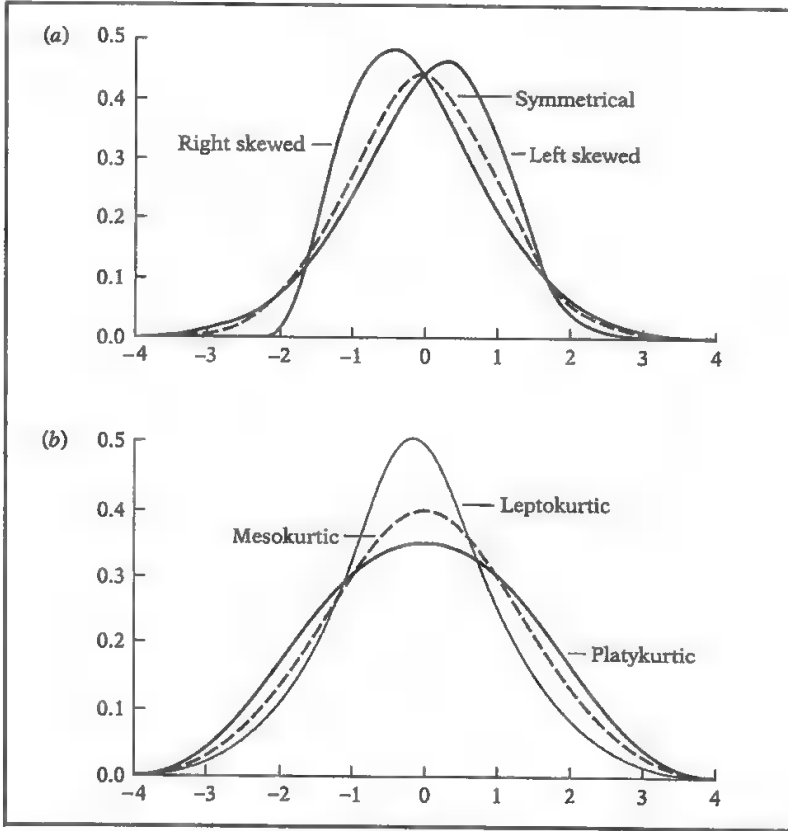 (a)
0.5
0.4
0.3
0.2
0.1
0.0
Symmetrical
Right skewed
Left skewed
−4 −3 −2 −1 0 1 2 3 4
(b)
0.5
0.4
0.3
0.2
0.1
0.0
Leptokurtic
Mesokurtic
Platykurtic
−4 −3 −2 −1 0 1 2 3 4